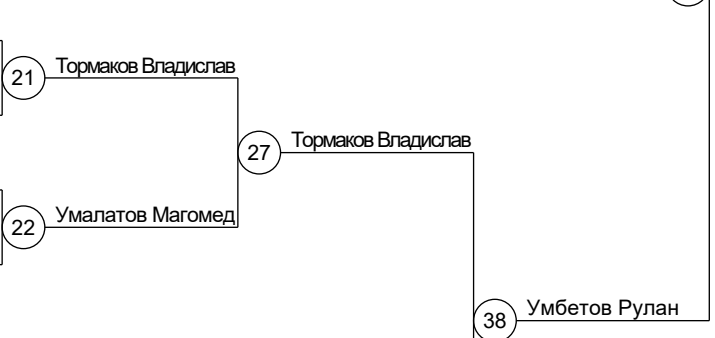 21 Тормаков Владислав
27 Тормаков Владислав
22 Умалатов Магомед
38 Умбетов Рулан